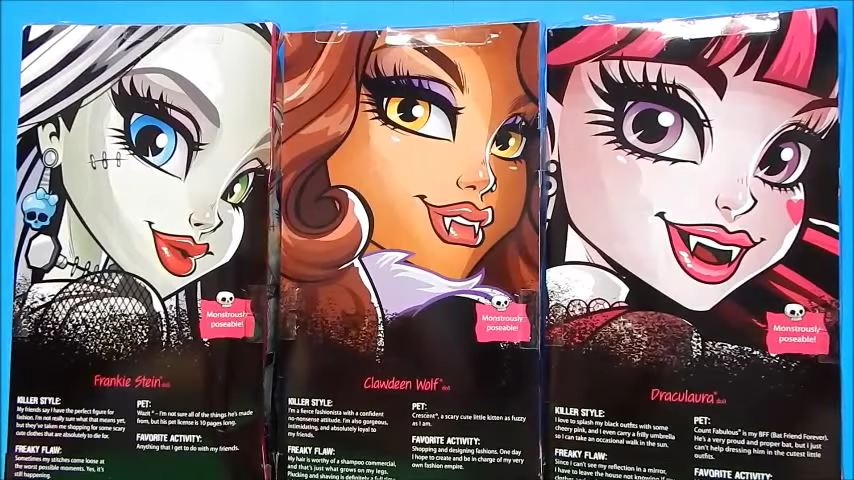 Monstrously
poseable!
Frankie Stein doll
KILLER STYLE:
My friends say I have the perfect figure for
fashion. I'm not really sure what that means yet,
but they've taken me shopping for some scary
cute clothes that are absolutely to die for.
FREAKY FLAW:
Sometimes my stitches come loose at
the worst possible moments. Yes, it's
still happening.
PET:
Watzit™ – I'm not sure all of the things he's made
from, but his pet license is 10 pages long.
FAVORITE ACTIVITY:
Anything that I get to do with my friends.
Monstrously
poseable!
Clawdeen Wolf® doll
KILLER STYLE:
I'm a fierce fashionista with a confident
no-nonsense attitude. I'm also gorgeous,
intimidating, and absolutely loyal to
my friends.
FREAKY FLAW:
My hair is worthy of a shampoo commercial,
and that's just what grows on my legs.
Plucking and shaving is definitely a full-time
PET:
Crescent®, a scary cute little kitten as fuzzy
as I am.
FAVORITE ACTIVITY:
Shopping and designing fashions. One day
I hope to create and be in charge of my very
own fashion empire.
Monstrously
poseable!
Draculaura® doll
KILLER STYLE:
I love to splash my black outfits with some
cheery pink, and I even carry a frilly umbrella
so I can take an occasional walk in the sun.
FREAKY FLAW:
Since I can't see my reflection in a mirror,
I have to leave the house not knowing if
PET:
Count Fabulous® is my BFF (Bat Friend Forever).
He's a very proud and proper bat, but I just
can't help dressing him in the cutest little
outfits.
FAVORITE ACTIVITY: